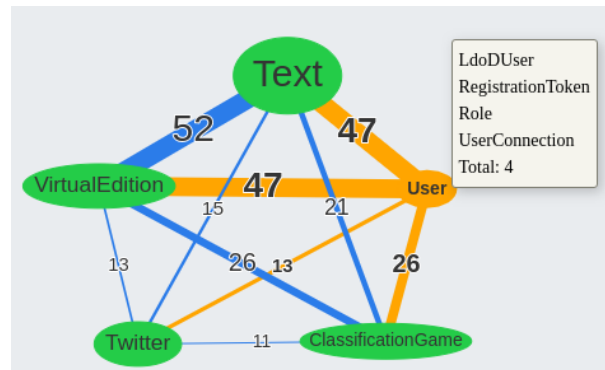 Text
LdoDUser
RegistrationToken
Role
UserConnection
Total: 4
52
47
VirtualEdition
47
User
15
21
13
26
13
26
Twitter
11
ClassificationGame